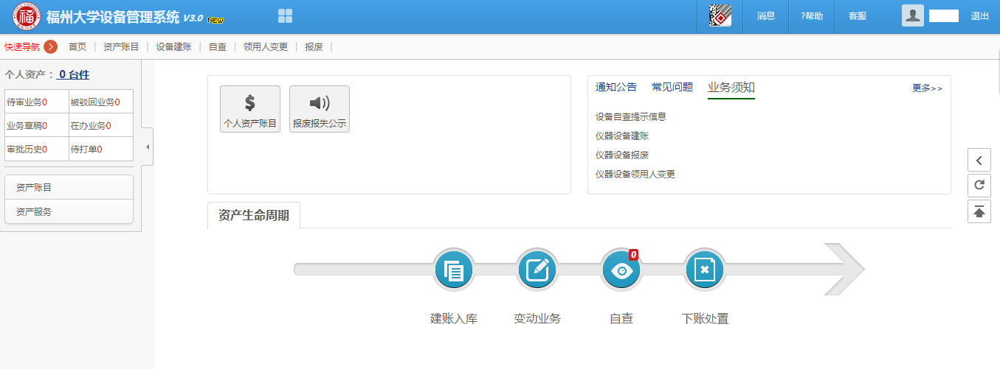 福州大学设备管理系统 V3.0 NEW
消息 ?帮助 客服 退出
快速导航 首页 | 资产账目 | 设备建账 | 自查 | 领用人变更 | 报废 |
个人资产： 0 台件
待审业务0 被驳回业务0
业务草稿0 在办业务0
审批历史0 待打单0
资产账目
资产服务
个人资产账目 报废报失公示
通知公告 常见问题 业务须知 更多>>
设备自查提示信息
仪器设备建账
仪器设备报废
仪器设备领用人变更
资产生命周期
0
建账入库 变动业务 自查 下账处置